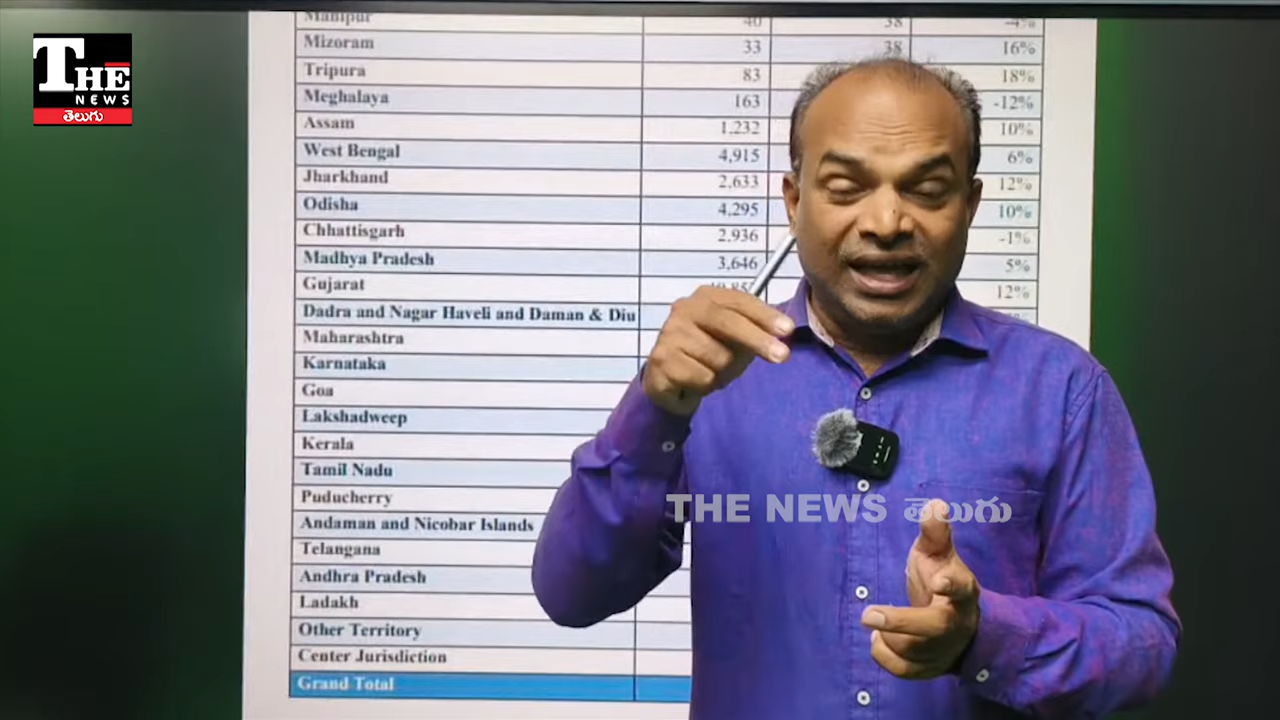 THE
NEWS
తెలుగు
Manipur 40 38 -4%
Mizoram 33 38 16%
Tripura 83 18%
Meghalaya 163 -12%
Assam 1,232 10%
West Bengal 4,915 6%
Jharkhand 2,633 12%
Odisha 4,295 10%
Chhattisgarh 2,936 -1%
Madhya Pradesh 3,646 5%
Gujarat 12%
Dadra and Nagar Haveli and Daman & Diu
Maharashtra
Karnataka
Goa
Lakshadweep
Kerala
Tamil Nadu
Puducherry
Andaman and Nicobar Islands
Telangana
Andhra Pradesh
Ladakh
Other Territory
Center Jurisdiction
Grand Total
THE NEWS తెలుగు